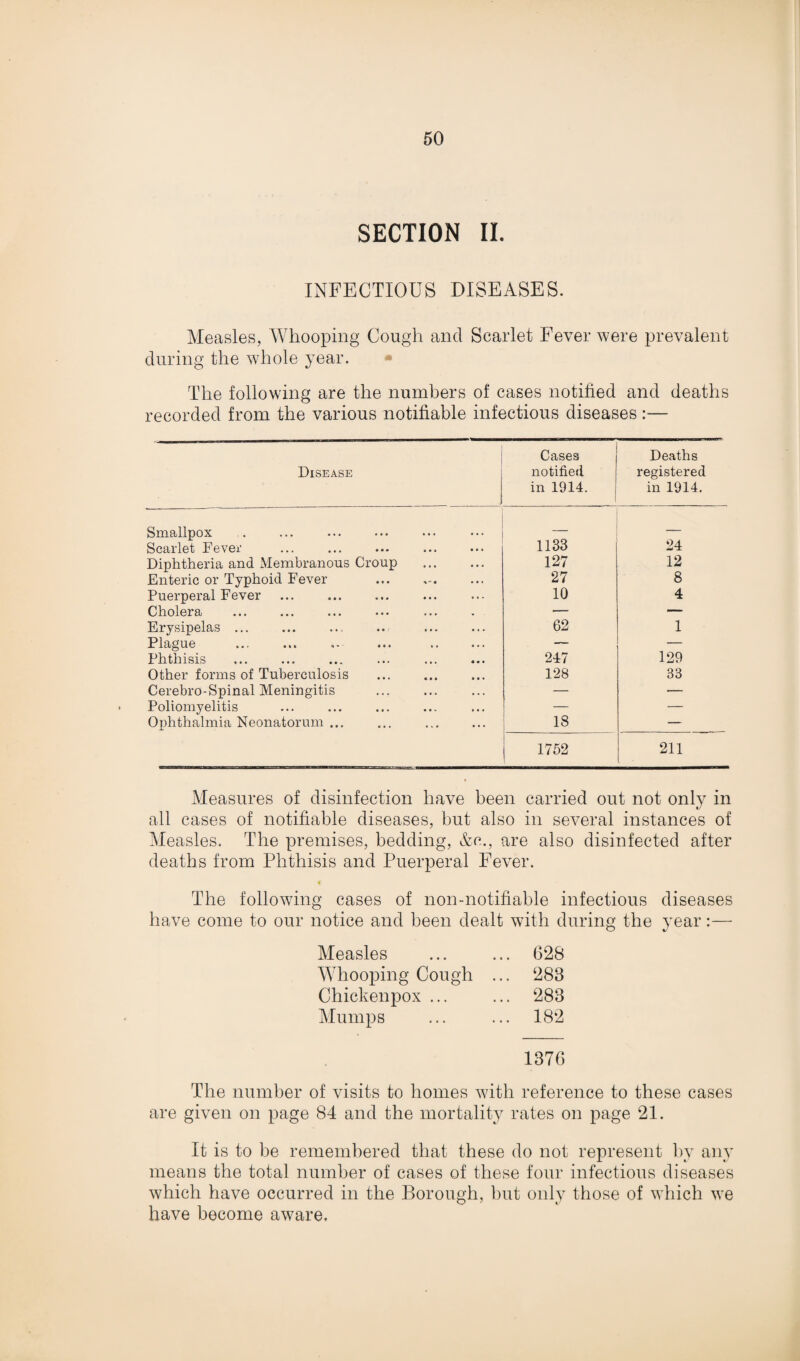 50
SECTION II.
INFECTIOUS DISEASES.
Measles, Whooping Cough and Scarlet Fever were prevalent
during the whole year.
The following are the numbers of cases notified and deaths
recorded from the various notifiable infectious diseases :—
Disease | Cases notified in 1914. | Deaths registered in 1914.
Smallpox ... — —
Scarlet Fever ... 1133 24
Diphtheria and Membranous Croup ... 127 12
Enteric or Typhoid Fever ... 27 8
Puerperal Fever ... 10 4
Cholera ... — —
Erysipelas ... 62 1
Plague ... — —
Phthisis ... 247 129
Other forms of Tuberculosis ... 128 33
Cerebro-Spinal Meningitis ... — —
Poliomyelitis ... — —
Ophthalmia Neonatorum ... 18 —
1752 211
Measures of disinfection have been carried out not only in
all cases of notifiable diseases, but also in several instances of
Measles. The premises, bedding, &c., are also disinfected after
deaths from Phthisis and Puerperal Fever.
The following cases of non-notifiable infectious diseases
have come to our notice and been dealt with during the year :—
Measles ... ... 628
Whooping Cough ... 283
Chickenpox ... ... 283
Mumps ... ... 182
1376
The number of visits to homes with reference to these cases
are given on page 84 and the mortality rates on page 21.
It is to be remembered that these do not represent by any
means the total number of cases of these four infectious diseases
which have occurred in the Borough, but only those of which we
have become aware.